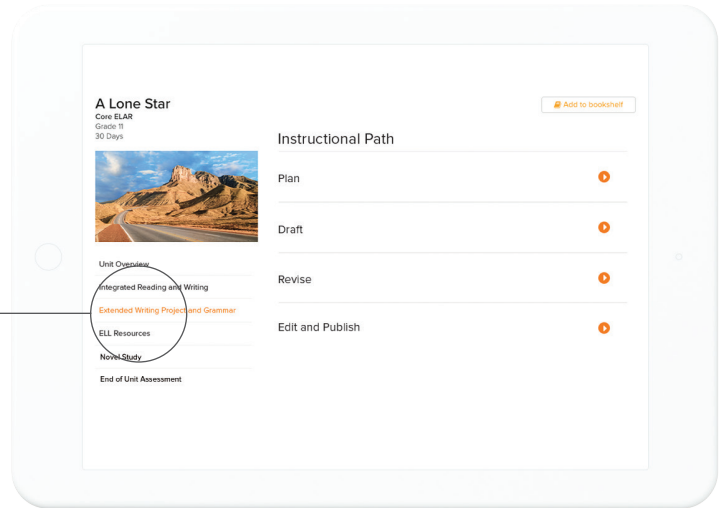 A Lone Star
Core ELAR
Grade 11
30 Days
Add to bookshelf
Instructional Path
Plan
Draft
Revise
Edit and Publish
Unit Overview
Integrated Reading and Writing
Extended Writing Project and Grammar
ELL Resources
Novel Study
End of Unit Assessment